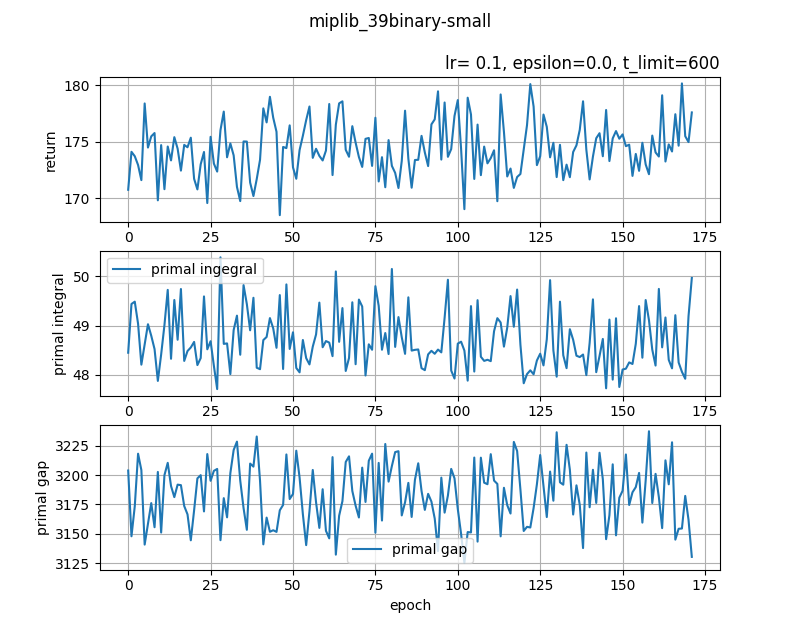 miplib_39binary-small
lr= 0.1, epsilon=0.0, t_limit=600
return
180
175
170
0 25 50 75 100 125 150 175
primal integral
primal ingegral
50
49
48
0 25 50 75 100 125 150 175
primal gap
3225
3200
3175
3150
3125
primal gap
0 25 50 75 100 125 150 175
epoch